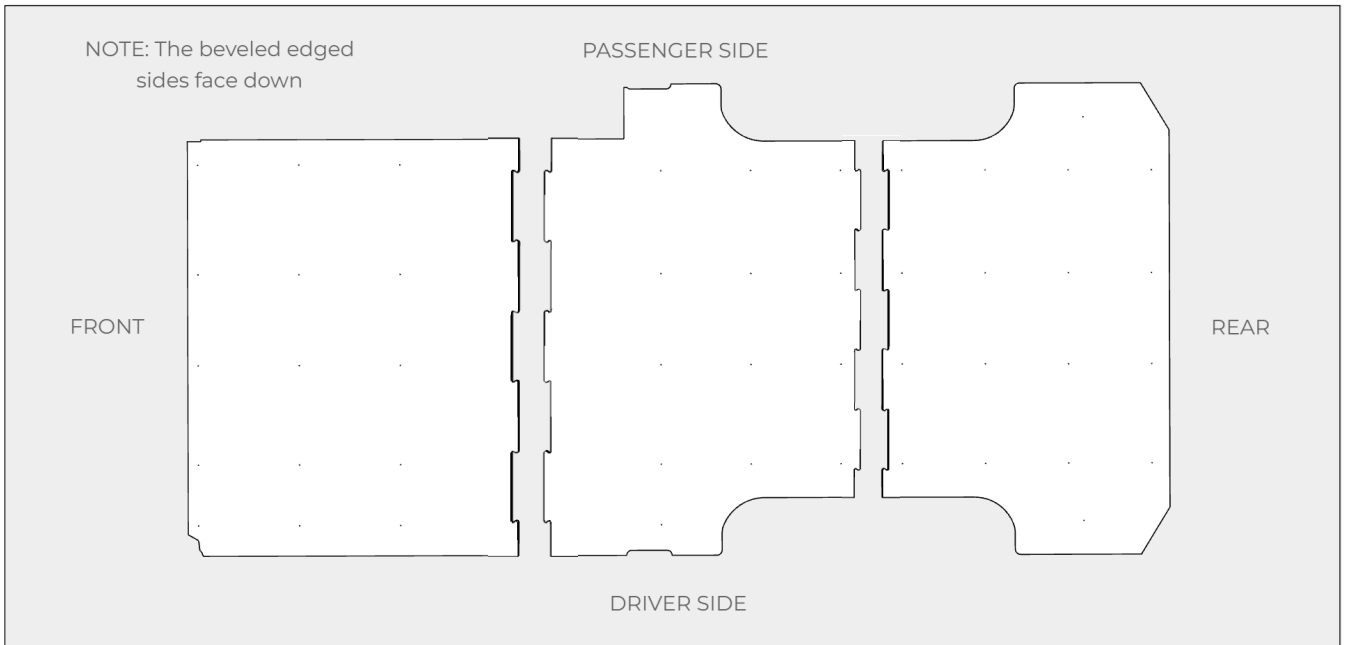 NOTE: The beveled edged
sides face down
PASSENGER SIDE
FRONT
REAR
DRIVER SIDE